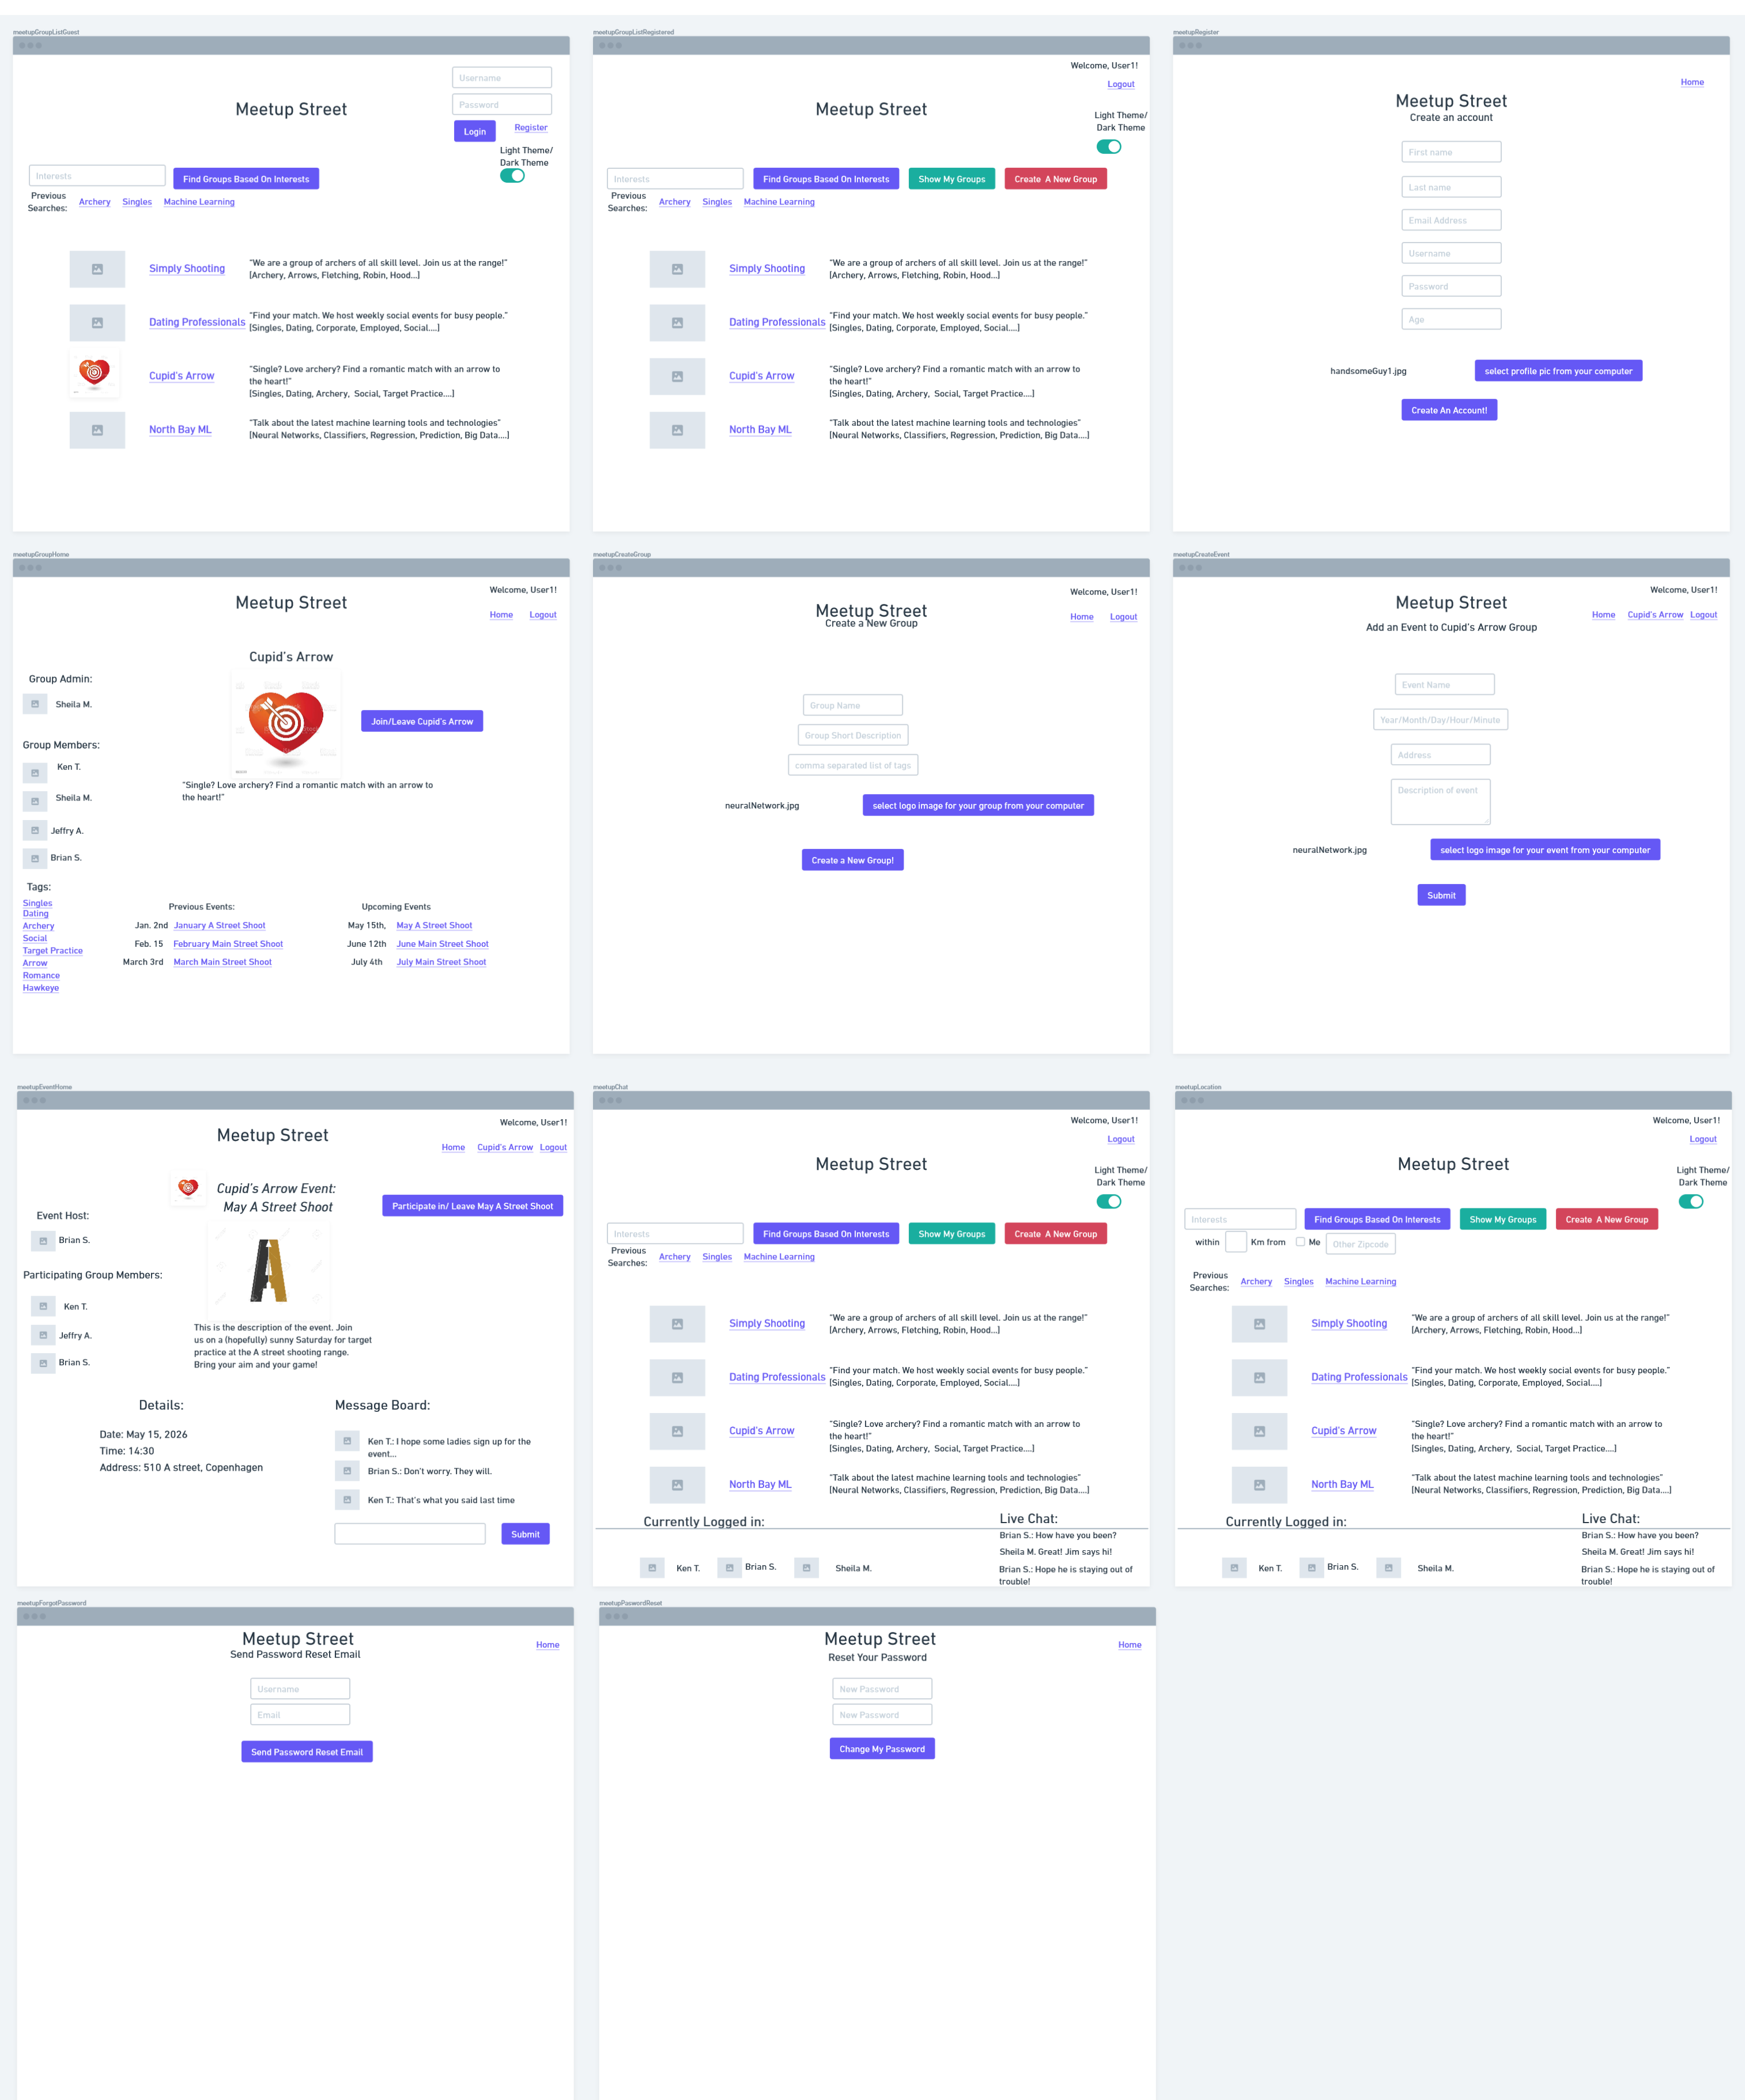 meetupGroupListGuest
Username
Password
Meetup Street
Login
Register
Light Theme/
Dark Theme
Interests
Find Groups Based On Interests
Previous
Searches:
Archery
Singles
Machine Learning
Simply Shooting
"We are a group of archers of all skill level. Join us at the range!"
[Archery, Arrows, Fletching, Robin, Hood...]
Dating Professionals
"Find your match. We host weekly social events for busy people."
[Singles, Dating, Corporate, Employed, Social....]
Cupid's Arrow
"Single? Love archery? Find a romantic match with an arrow to
the heart!"
[Singles, Dating, Archery, Social, Target Practice....]
North Bay ML
"Talk about the latest machine learning tools and technologies"
[Neural Networks, Classifiers, Regression, Prediction, Big Data....]
meetupGroupListRegistered
Welcome, User1!
Logout
Meetup Street
Light Theme/
Dark Theme
Interests
Find Groups Based On Interests
Show My Groups
Create A New Group
Previous
Searches:
Archery
Singles
Machine Learning
Simply Shooting
"We are a group of archers of all skill level. Join us at the range!"
[Archery, Arrows, Fletching, Robin, Hood...]
Dating Professionals
"Find your match. We host weekly social events for busy people."
[Singles, Dating, Corporate, Employed, Social....]
Cupid's Arrow
"Single? Love archery? Find a romantic match with an arrow to
the heart!"
[Singles, Dating, Archery, Social, Target Practice....]
North Bay ML
"Talk about the latest machine learning tools and technologies"
[Neural Networks, Classifiers, Regression, Prediction, Big Data....]
meetupRegister
Home
Meetup Street
Create an account
First name
Last name
Email Address
Username
Password
Age
handsomeGuy1.jpg
select profile pic from your computer
Create An Account!
meetupGroupHome
Welcome, User1!
Meetup Street
Home
Logout
Cupid's Arrow
Group Admin:
Sheila M.
Join/Leave Cupid's Arrow
Group Members:
Ken T.
Sheila M.
Jeffry A.
Brian S.
"Single? Love archery? Find a romantic match with an arrow to
the heart!"
Tags:
Singles
Dating
Archery
Social
Target Practice
Arrow
Romance
Hawkeye
Previous Events:
Jan. 2nd
January A Street Shoot
Feb. 15
February Main Street Shoot
March 3rd
March Main Street Shoot
Upcoming Events
May 15th,
May A Street Shoot
June 12th
June Main Street Shoot
July 4th
July Main Street Shoot
meetupCreateGroup
Welcome, User1!
Meetup Street
Create a New Group
Home
Logout
Group Name
Group Short Description
comma separated list of tags
neuralNetwork.jpg
select logo image for your group from your computer
Create a New Group!
meetupCreateEvent
Welcome, User1!
Meetup Street
Home
Cupid's Arrow
Logout
Add an Event to Cupid's Arrow Group
Event Name
Year/Month/Day/Hour/Minute
Address
Description of event
neuralNetwork.jpg
select logo image for your event from your computer
Submit
meetupEventHome
Welcome, User1!
Meetup Street
Home
Cupid's Arrow
Logout
Cupid's Arrow Event:
May A Street Shoot
Participate in/ Leave May A Street Shoot
Event Host:
Brian S.
Participating Group Members:
Ken T.
Jeffry A.
Brian S.
A
This is the description of the event. Join
us on a (hopefully) sunny Saturday for target
practice at the A street shooting range.
Bring your aim and your game!
Details:
Date: May 15, 2026
Time: 14:30
Address: 510 A street, Copenhagen
Message Board:
Ken T.: I hope some ladies sign up for the
event...
Brian S.: Don't worry. They will.
Ken T.: That's what you said last time
Submit
meetupChat
Welcome, User1!
Logout
Meetup Street
Light Theme/
Dark Theme
Interests
Find Groups Based On Interests
Show My Groups
Create A New Group
Previous
Searches:
Archery
Singles
Machine Learning
Simply Shooting
"We are a group of archers of all skill level. Join us at the range!"
[Archery, Arrows, Fletching, Robin, Hood...]
Dating Professionals
"Find your match. We host weekly social events for busy people."
[Singles, Dating, Corporate, Employed, Social....]
Cupid's Arrow
"Single? Love archery? Find a romantic match with an arrow to
the heart!"
[Singles, Dating, Archery, Social, Target Practice....]
North Bay ML
"Talk about the latest machine learning tools and technologies"
[Neural Networks, Classifiers, Regression, Prediction, Big Data....]
Currently Logged in:
Ken T.
Brian S.
Sheila M.
Live Chat:
Brian S.: How have you been?
Sheila M. Great! Jim says hi!
Brian S.: Hope he is staying out of
trouble!
meetupLocation
Welcome, User1!
Logout
Meetup Street
Light Theme/
Dark Theme
Interests
Find Groups Based On Interests
Show My Groups
Create A New Group
within
Km from
Me
Other Zipcode
Previous
Searches:
Archery
Singles
Machine Learning
Simply Shooting
"We are a group of archers of all skill level. Join us at the range!"
[Archery, Arrows, Fletching, Robin, Hood...]
Dating Professionals
"Find your match. We host weekly social events for busy people."
[Singles, Dating, Corporate, Employed, Social....]
Cupid's Arrow
"Single? Love archery? Find a romantic match with an arrow to
the heart!"
[Singles, Dating, Archery, Social, Target Practice....]
North Bay ML
"Talk about the latest machine learning tools and technologies"
[Neural Networks, Classifiers, Regression, Prediction, Big Data....]
Currently Logged in:
Ken T.
Brian S.
Sheila M.
Live Chat:
Brian S.: How have you been?
Sheila M. Great! Jim says hi!
Brian S.: Hope he is staying out of
trouble!
meetupForgotPassword
Meetup Street
Send Password Reset Email
Home
Username
Email
Send Password Reset Email
meetupPaswordReset
Meetup Street
Reset Your Password
Home
New Password
New Password
Change My Password